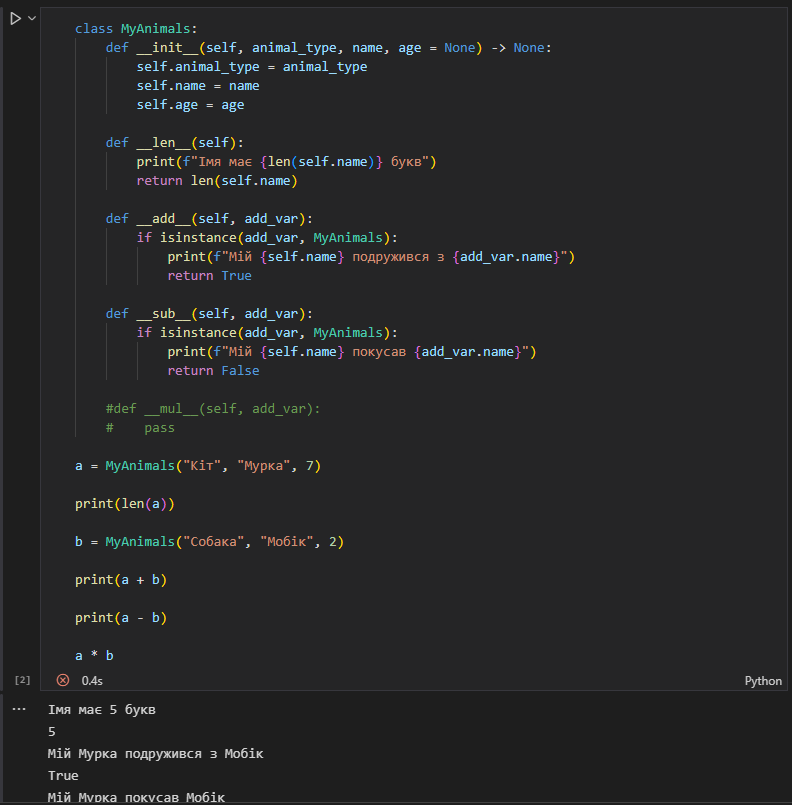 class MyAnimals:
    def __init__(self, animal_type, name, age = None) -> None:
        self.animal_type = animal_type
        self.name = name
        self.age = age

    def __len__(self):
        print(f"Імя має {len(self.name)} букв")
        return len(self.name)

    def __add__(self, add_var):
        if isinstance(add_var, MyAnimals):
            print(f"Мій {self.name} подружився з {add_var.name}")
            return True

    def __sub__(self, add_var):
        if isinstance(add_var, MyAnimals):
            print(f"Мій {self.name} покусав {add_var.name}")
            return False

    #def __mul__(self, add_var):
    #    pass

a = MyAnimals("Кіт", "Мурка", 7)

print(len(a))

b = MyAnimals("Собака", "Мобік", 2)

print(a + b)

print(a - b)

a * b
[2] 0.4s Python
... Імя має 5 букв
5
Мій Мурка подружився з Мобік
True
Мій Мурка покусав Мобік